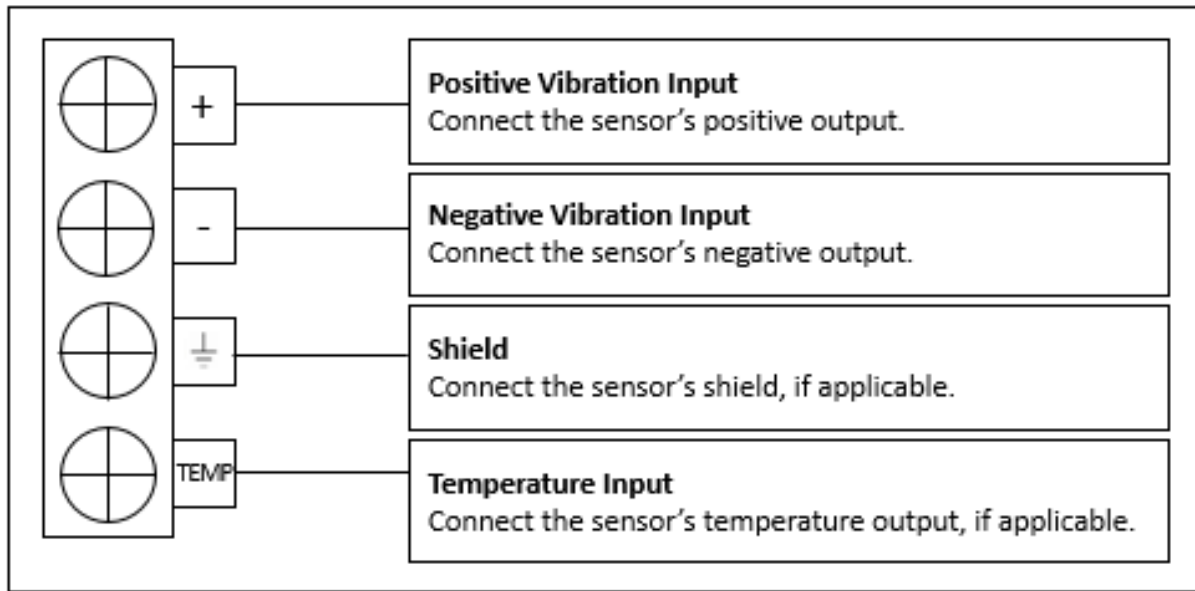 +
Positive Vibration Input
Connect the sensor’s positive output.
-
Negative Vibration Input
Connect the sensor’s negative output.
Shield
Connect the sensor’s shield, if applicable.
TEMP
Temperature Input
Connect the sensor’s temperature output, if applicable.